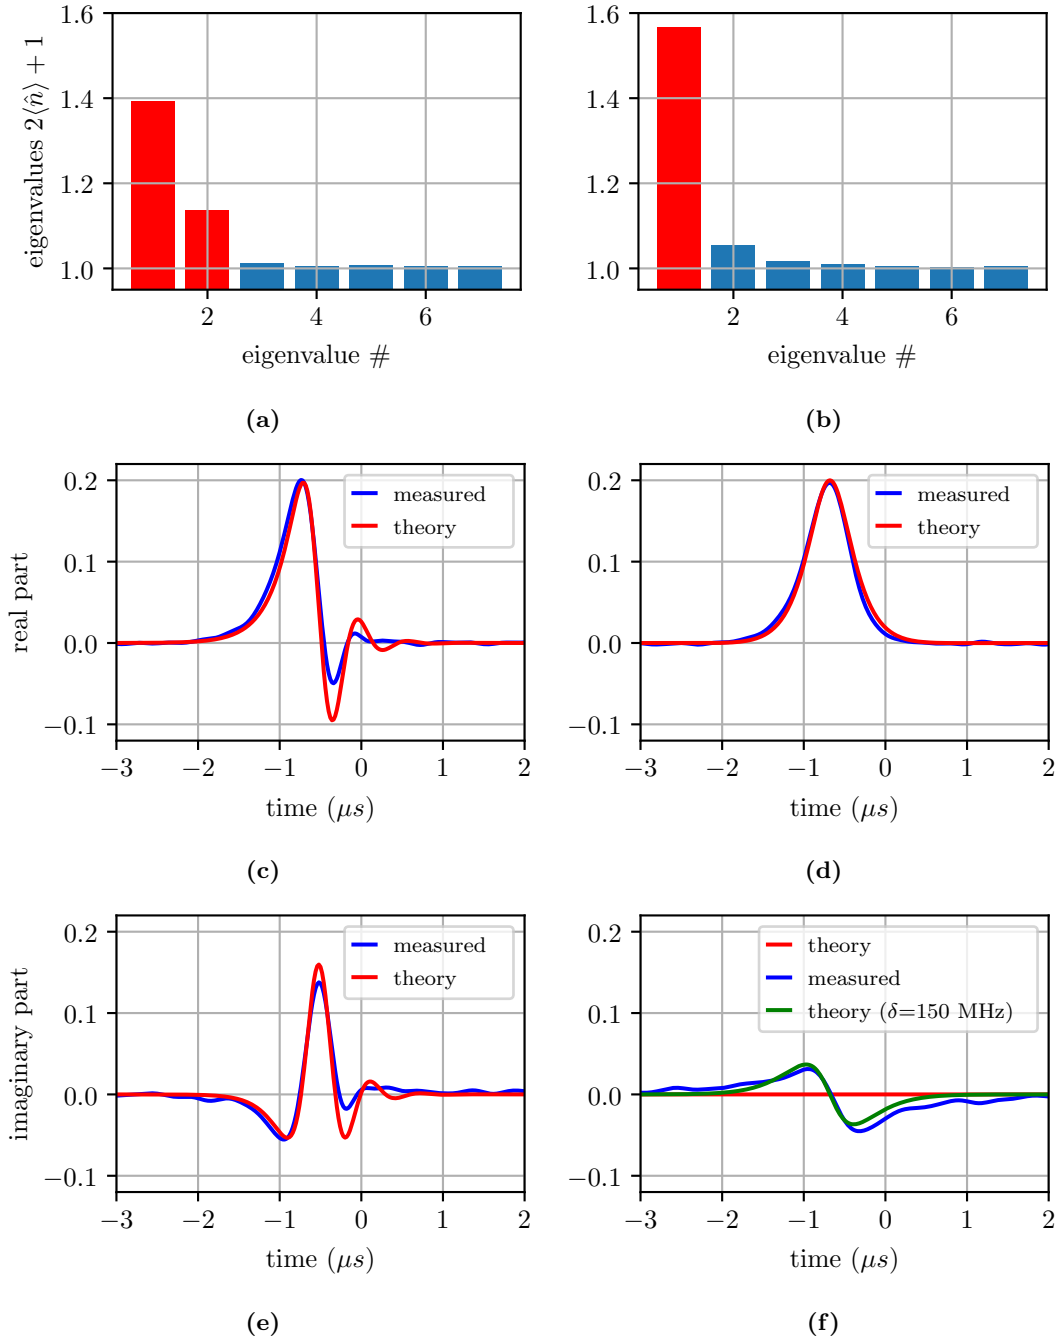 1.6
1.4
1.2
1.0
2
4
6
eigenvalues 2⟨n̂⟩ + 1
eigenvalue #
(a)
1.6
1.4
1.2
1.0
2
4
6
eigenvalue #
(b)
0.2
0.1
0.0
−0.1
−3
−2
−1
0
1
2
real part
time (μs)
measured
theory
(c)
0.2
0.1
0.0
−0.1
−3
−2
−1
0
1
2
time (μs)
measured
theory
(d)
0.2
0.1
0.0
−0.1
−3
−2
−1
0
1
2
imaginary part
time (μs)
measured
theory
(e)
0.2
0.1
0.0
−0.1
−3
−2
−1
0
1
2
time (μs)
theory
measured
theory (δ=150 MHz)
(f)